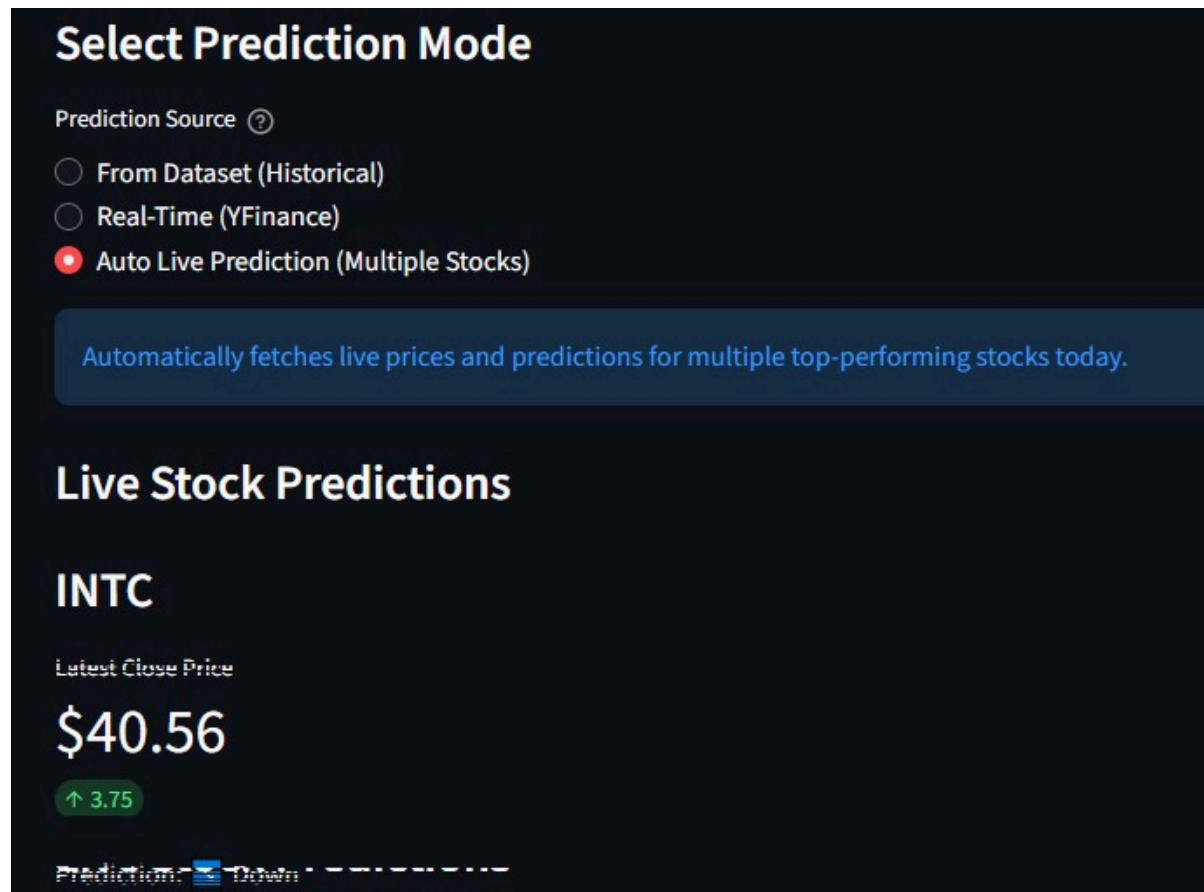 Select Prediction Mode
Prediction Source ?
From Dataset (Historical)
Real-Time (YFinance)
Auto Live Prediction (Multiple Stocks)
Automatically fetches live prices and predictions for multiple top-performing stocks today.
Live Stock Predictions
INTC
Latest Close Price
$40.56
↑ 3.75
Prediction: Down